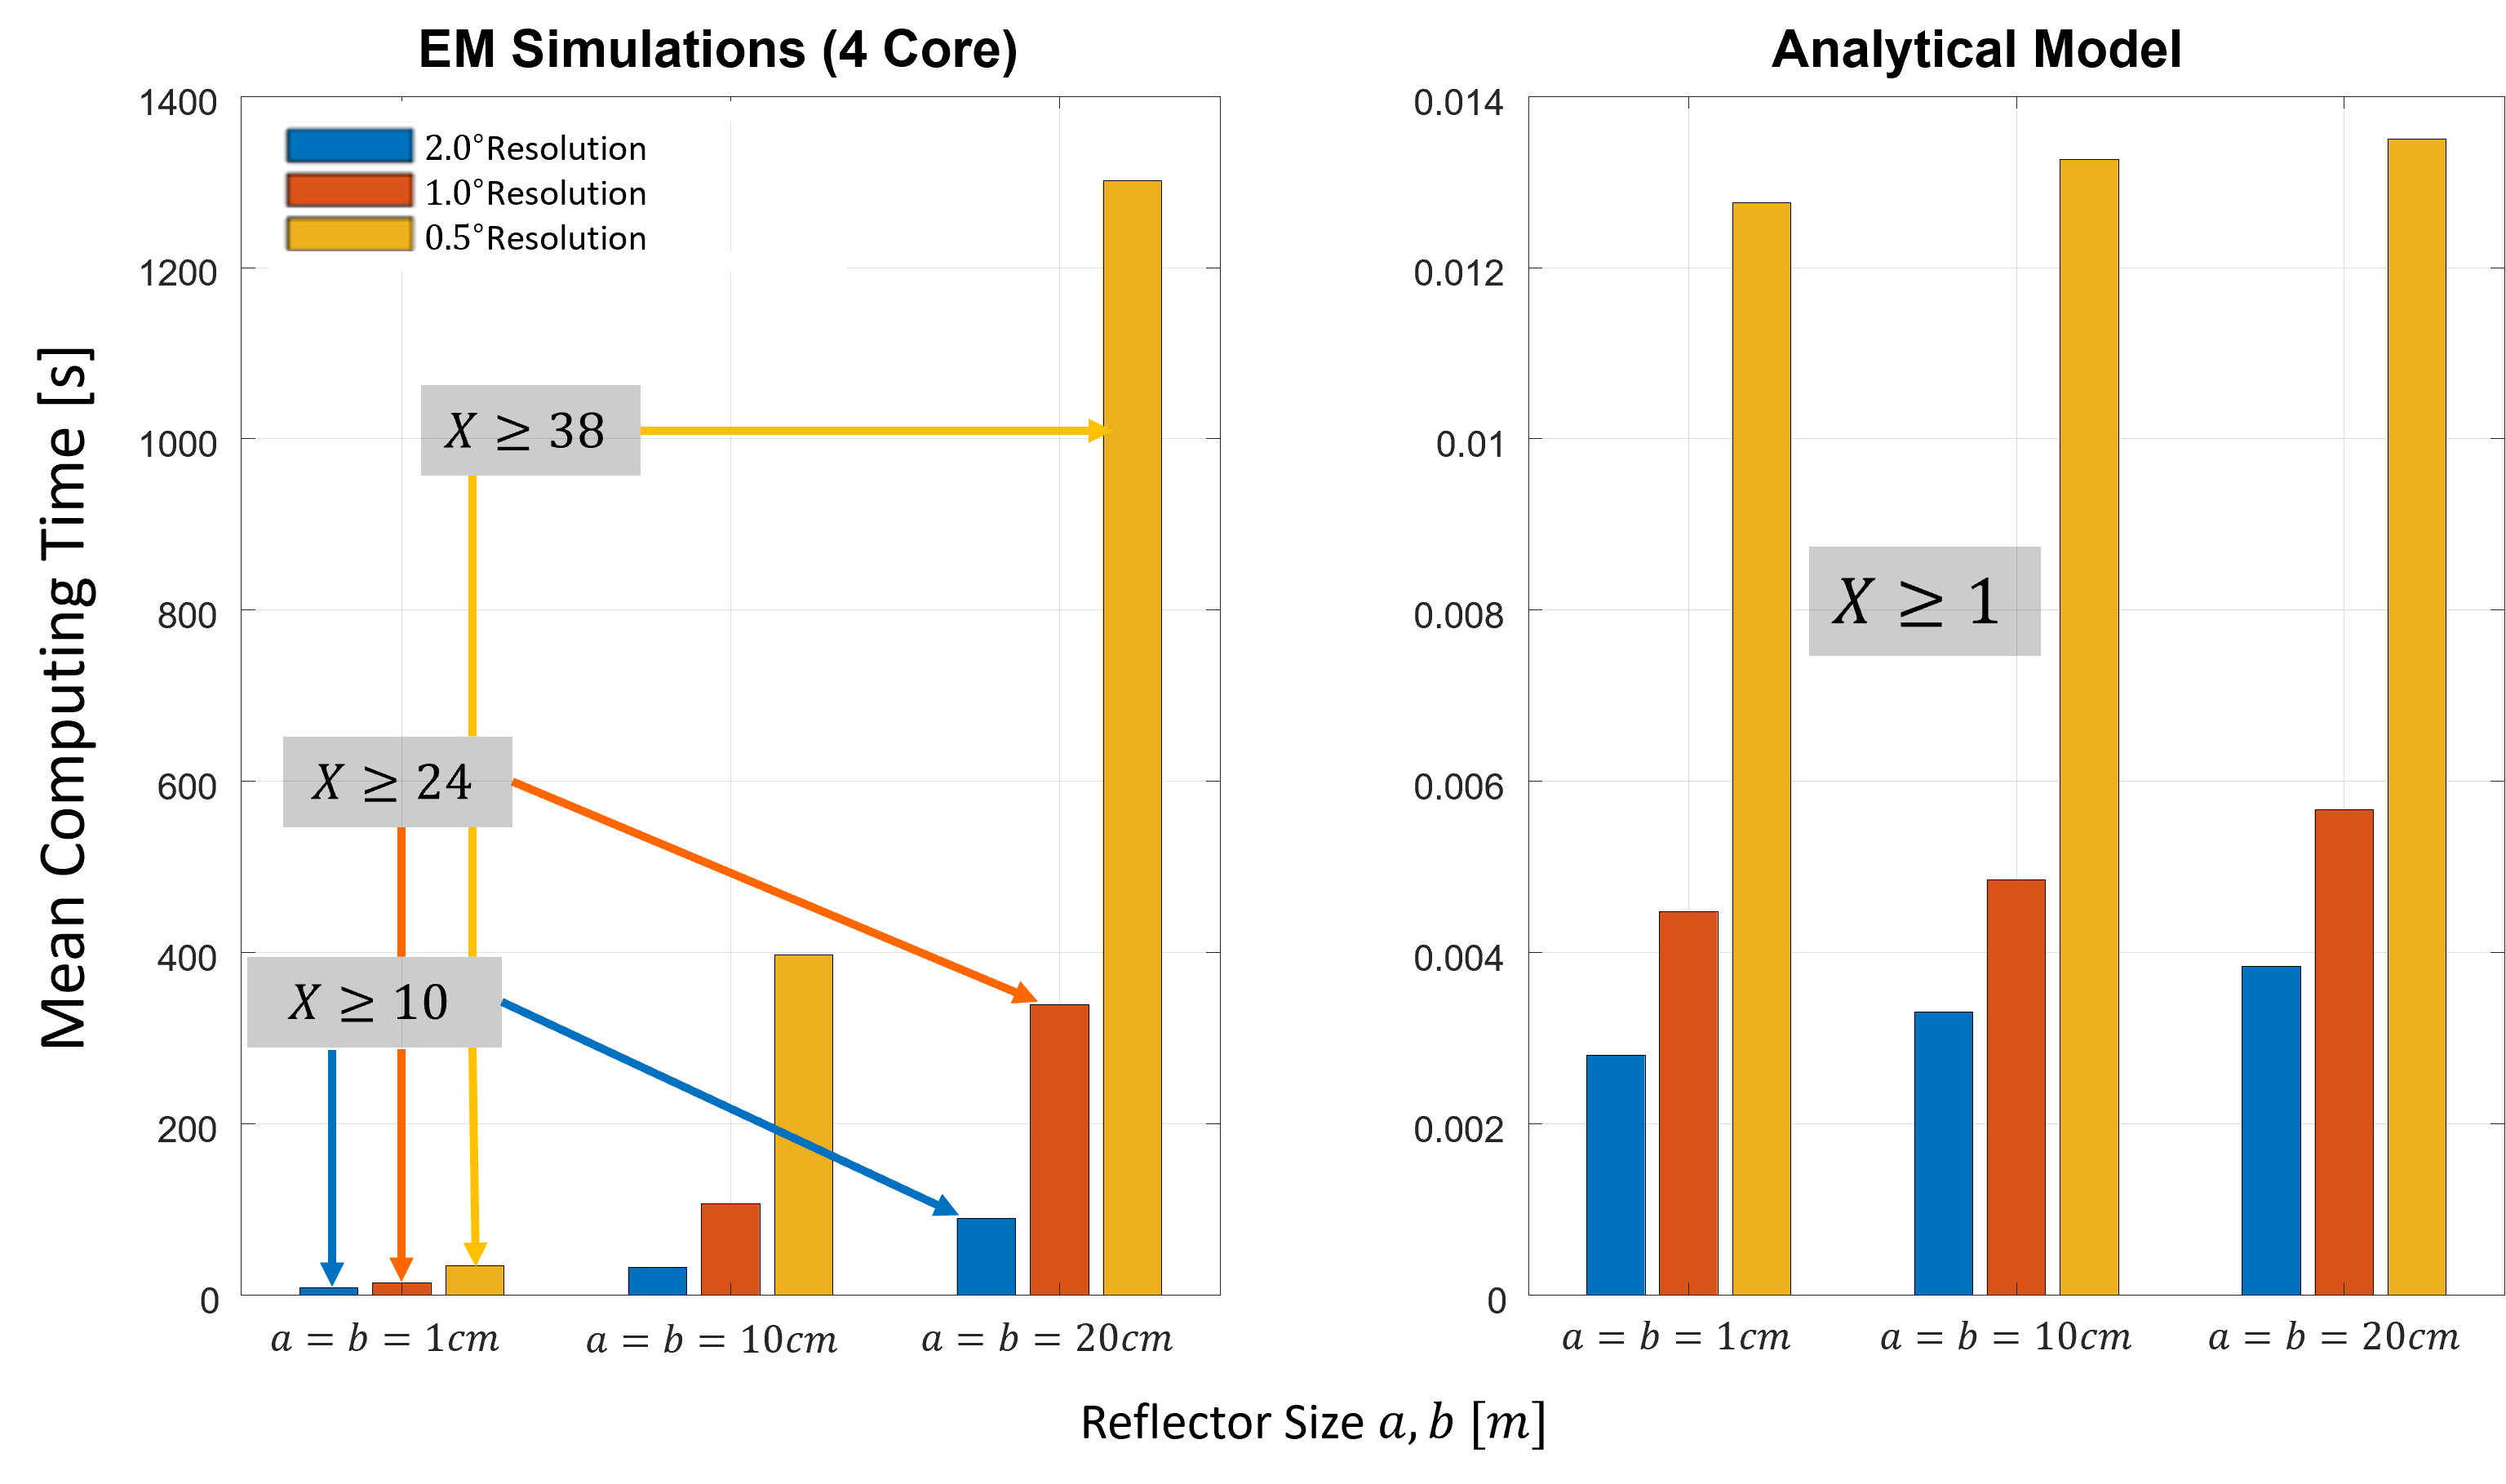 EM Simulations (4 Core)
1400
1200
1000
800
600
400
200
0
2.0°Resolution
1.0°Resolution
0.5°Resolution
X ≥ 38
X ≥ 24
X ≥ 10
a = b = 1cm
a = b = 10cm
a = b = 20cm
Mean Computing Time [s]
Analytical Model
0.014
0.012
0.01
0.008
0.006
0.004
0.002
0
X ≥ 1
a = b = 1cm
a = b = 10cm
a = b = 20cm
Reflector Size a, b [m]